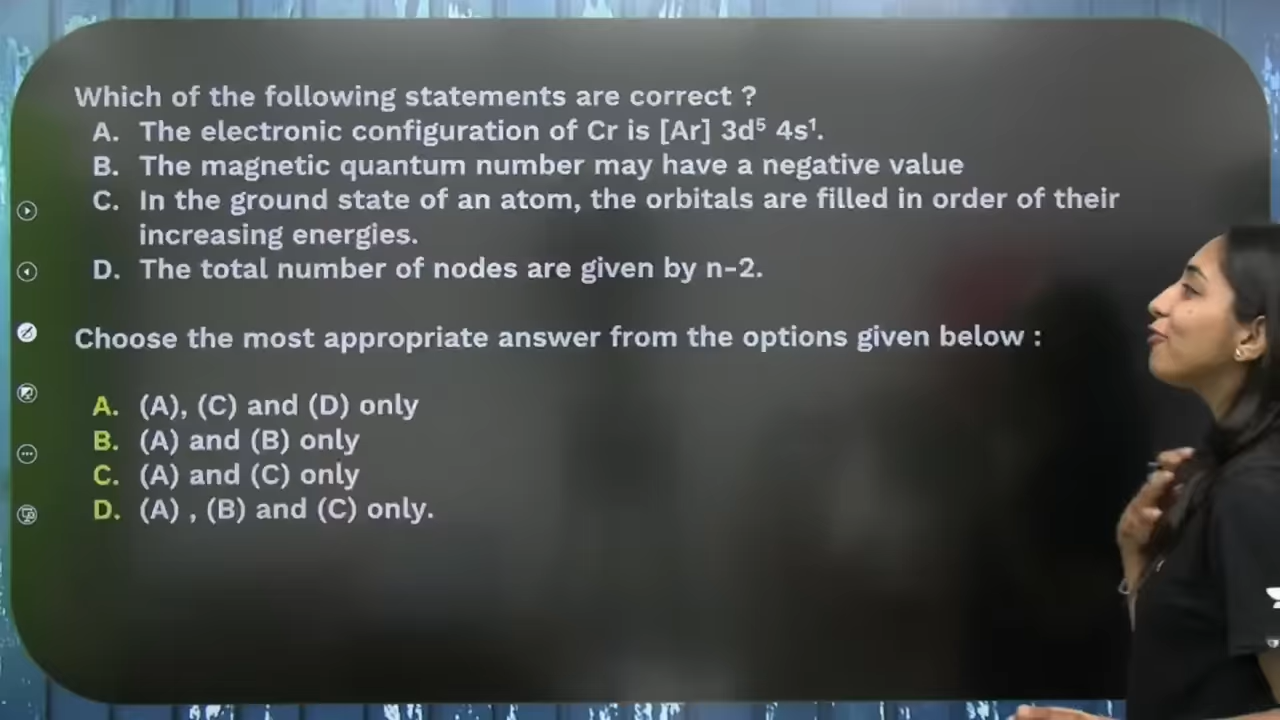 Which of the following statements are correct ?
A. The electronic configuration of Cr is [Ar] 3d⁵ 4s¹.
B. The magnetic quantum number may have a negative value
C. In the ground state of an atom, the orbitals are filled in order of their
increasing energies.
D. The total number of nodes are given by n-2.
Choose the most appropriate answer from the options given below :
A. (A), (C) and (D) only
B. (A) and (B) only
C. (A) and (C) only
D. (A) , (B) and (C) only.